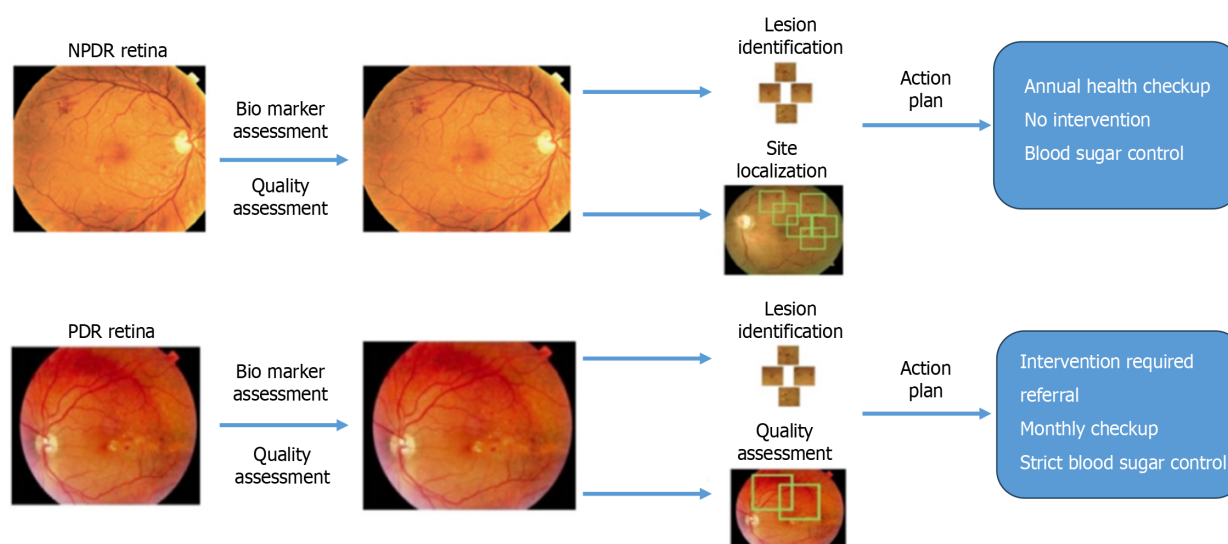 NPDR retina
Bio marker
assessment
Quality
assessment
Lesion
identification
Site
localization
Action
plan
Annual health checkup
No intervention
Blood sugar control
PDR retina
Bio marker
assessment
Quality
assessment
Lesion
identification
Quality
assessment
Action
plan
Intervention required
referral
Monthly checkup
Strict blood sugar control